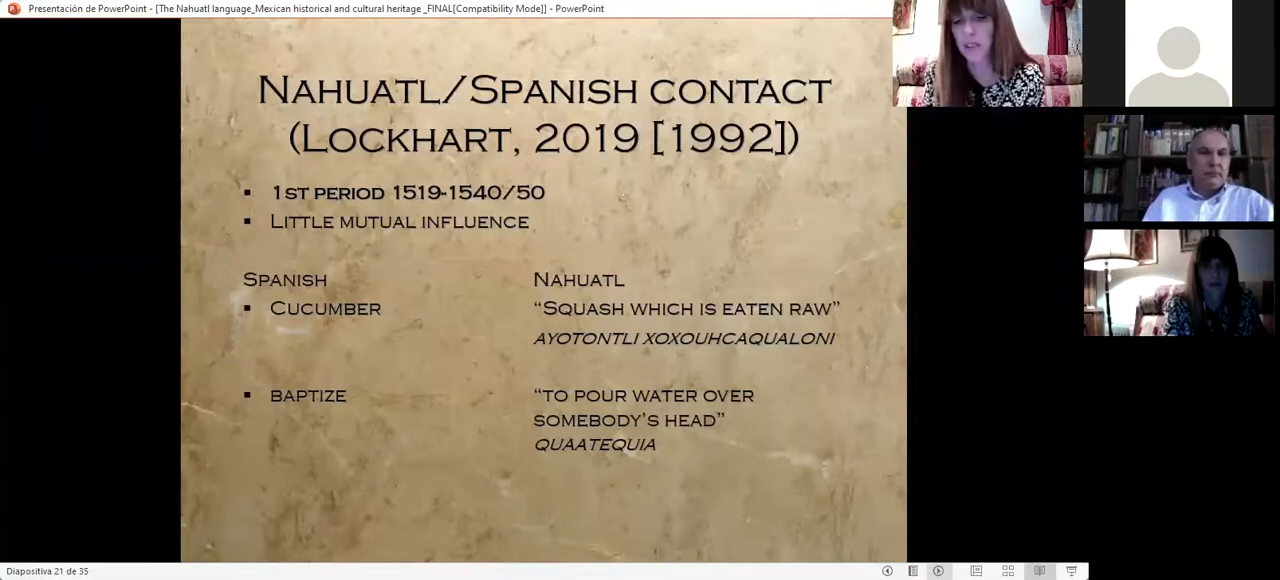 Presentación de PowerPoint - [The Nahuatl language_Mexican historical and cultural heritage _FINAL[Compatibility Mode]] - PowerPoint
NAHUATL/SPANISH CONTACT
(LOCKHART, 2019 [1992])
▪ 1ST PERIOD 1519-1540/50
▪ LITTLE MUTUAL INFLUENCE
SPANISH
NAHUATL
▪ CUCUMBER
“SQUASH WHICH IS EATEN RAW”
AYOTONTLI XOXOUHCAQUALONI
▪ BAPTIZE
“TO POUR WATER OVER
SOMEBODY’S HEAD”
QUAATEQUIA
Diapositiva 21 de 35